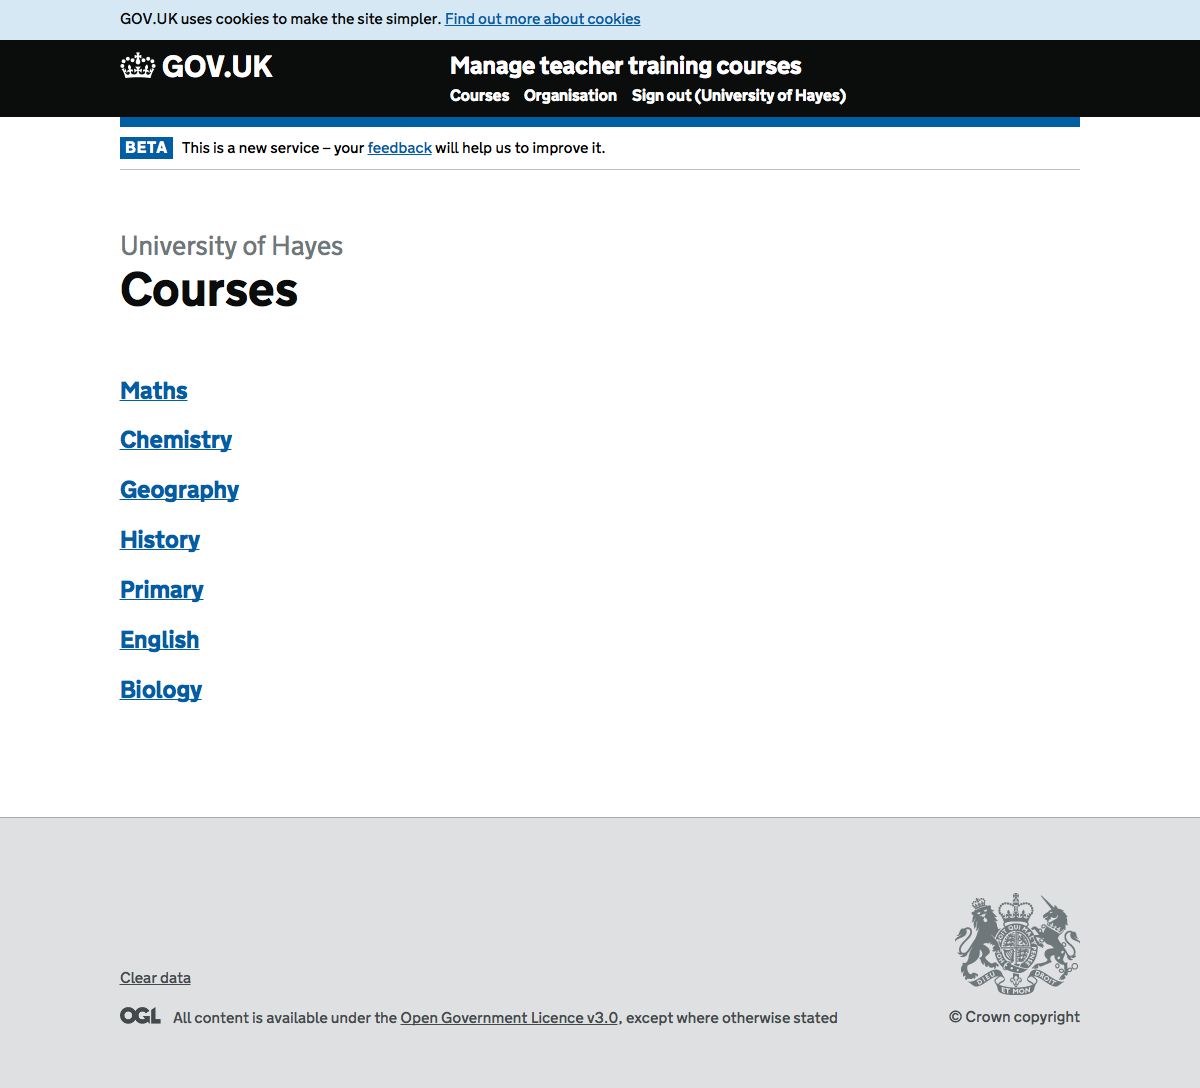 GOV.UK uses cookies to make the site simpler. Find out more about cookies
GOV.UK
Manage teacher training courses
Courses Organisation Sign out (University of Hayes)
BETA This is a new service – your feedback will help us to improve it.
University of Hayes
Courses
Maths
Chemistry
Geography
History
Primary
English
Biology
Clear data
OGL All content is available under the Open Government Licence v3.0, except where otherwise stated
DIEU ET MON DROIT
© Crown copyright